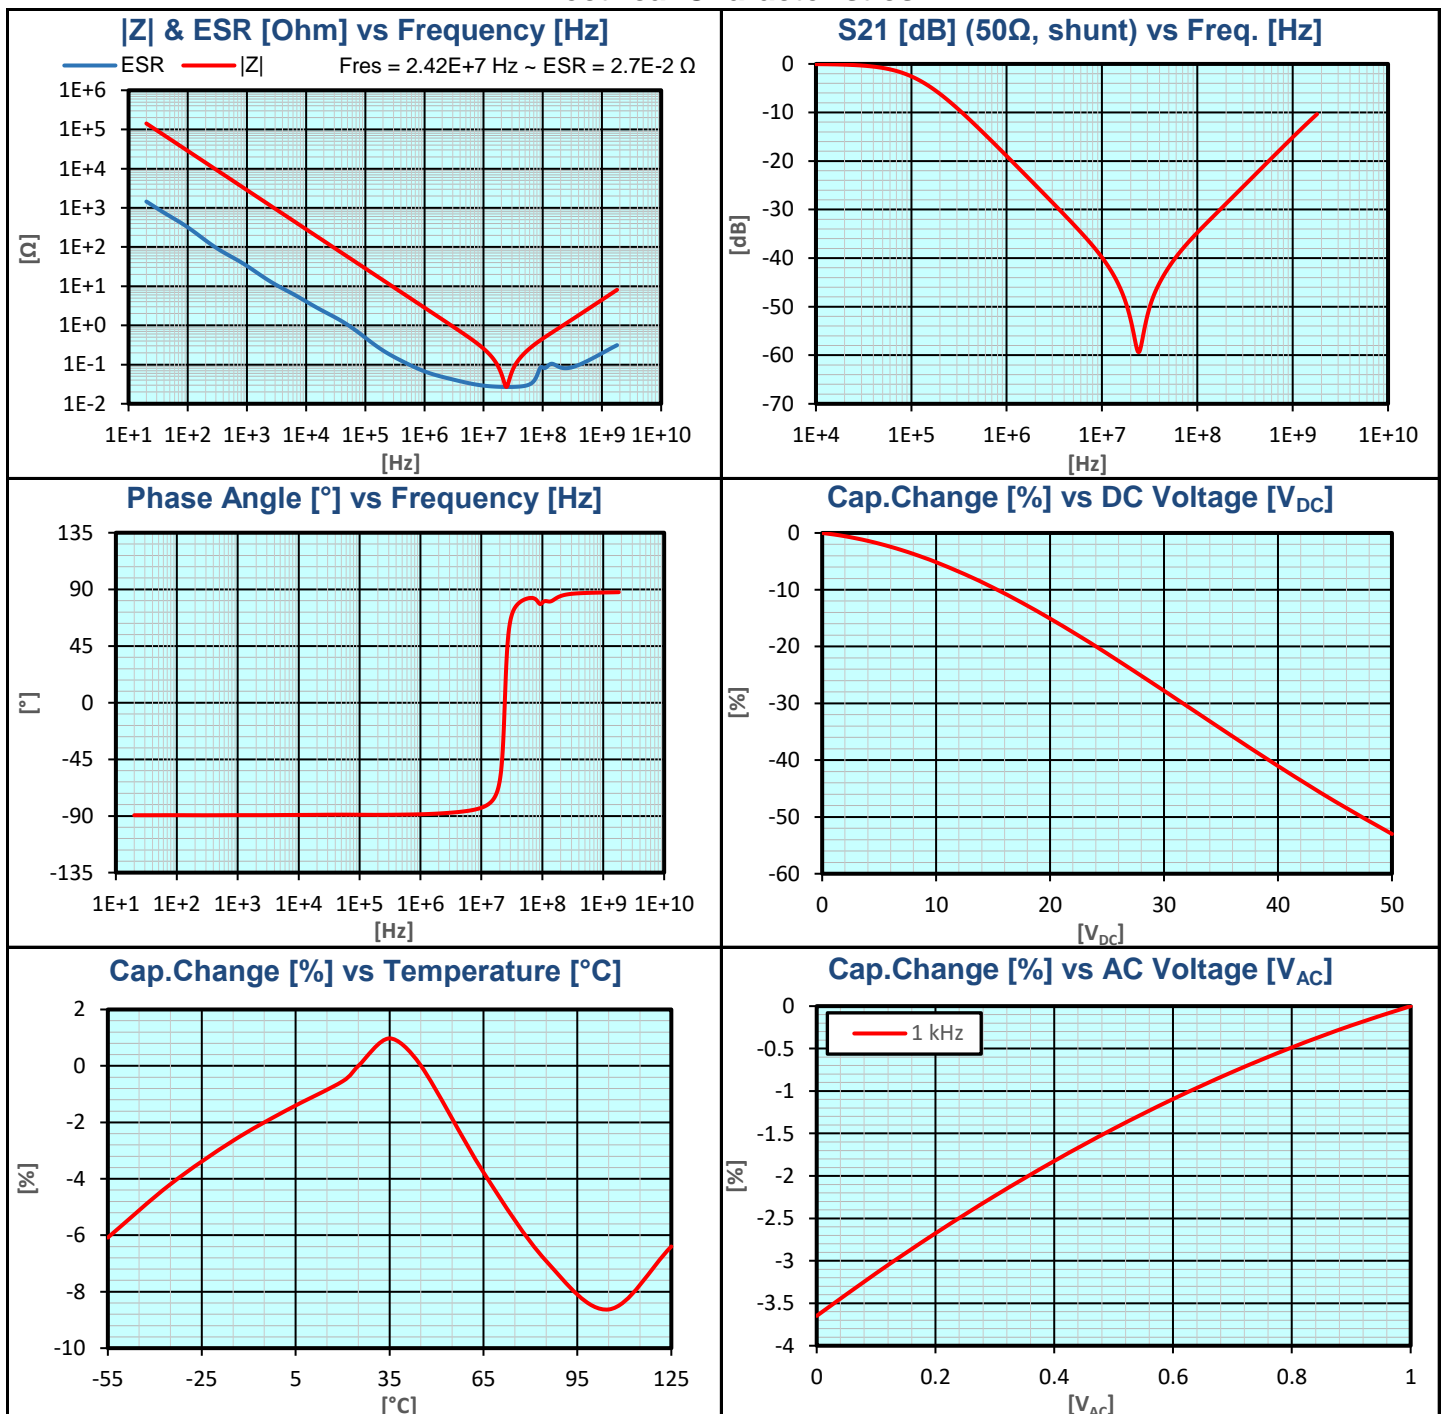 |Z| & ESR [Ohm] vs Frequency [Hz]
ESR |Z| Fres = 2.42E+7 Hz ~ ESR = 2.7E-2 Ω
1E+6
1E+5
1E+4
1E+3
1E+2
1E+1
1E+0
1E-1
1E-2
[Ω]
1E+1 1E+2 1E+3 1E+4 1E+5 1E+6 1E+7 1E+8 1E+9 1E+10
[Hz]
S21 [dB] (50Ω, shunt) vs Freq. [Hz]
0
-10
-20
-30
-40
-50
-60
-70
[dB]
1E+4 1E+5 1E+6 1E+7 1E+8 1E+9 1E+10
[Hz]
Phase Angle [°] vs Frequency [Hz]
135
90
45
0
-45
-90
-135
[°]
1E+1 1E+2 1E+3 1E+4 1E+5 1E+6 1E+7 1E+8 1E+9 1E+10
[Hz]
Cap.Change [%] vs DC Voltage [VDC]
0
-10
-20
-30
-40
-50
-60
[%]
0 10 20 30 40 50
[VDC]
Cap.Change [%] vs Temperature [°C]
2
0
-2
-4
-6
-8
-10
[%]
-55 -25 5 35 65 95 125
[°C]
Cap.Change [%] vs AC Voltage [VAC]
1 kHz
0
-0.5
-1
-1.5
-2
-2.5
-3
-3.5
-4
[%]
0 0.2 0.4 0.6 0.8 1
[VAC]